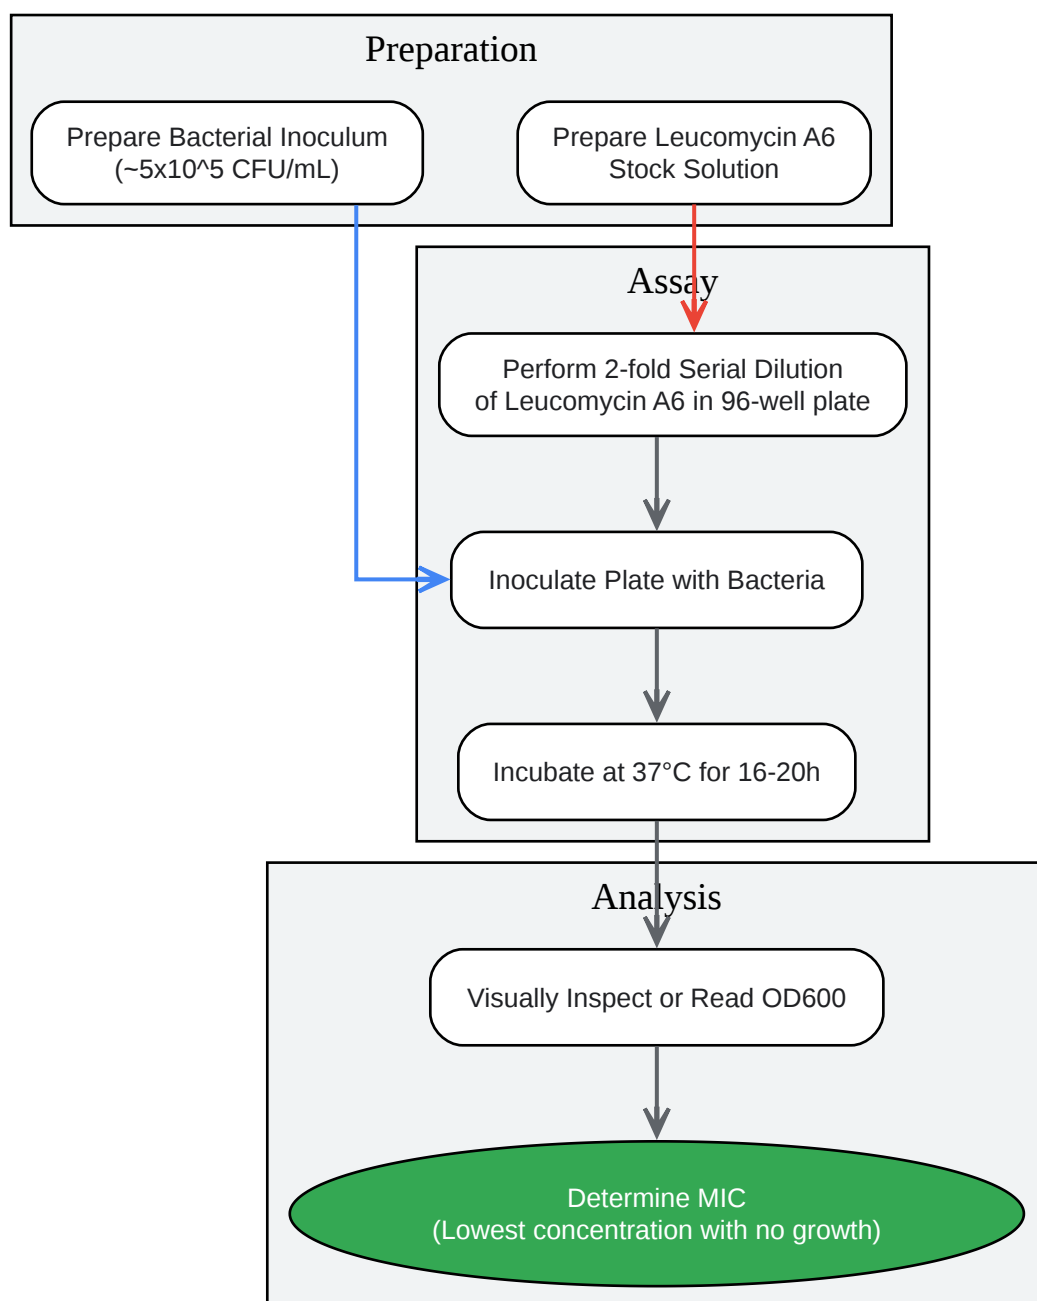 Preparation
Prepare Bacterial Inoculum
(~5x10^5 CFU/mL)
Prepare Leucomycin A6
Stock Solution
Assay
Perform 2-fold Serial Dilution
of Leucomycin A6 in 96-well plate
Inoculate Plate with Bacteria
Incubate at 37°C for 16-20h
Analysis
Visually Inspect or Read OD600
Determine MIC
(Lowest concentration with no growth)